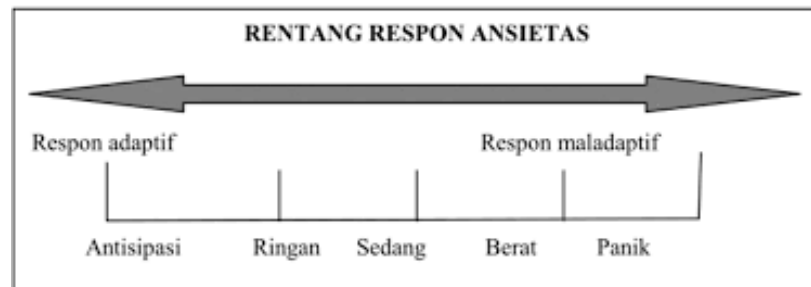 RENTANG RESPON ANSIETAS
Respon adaptif Respon maladaptif
Antisipasi Ringan Sedang Berat Panik